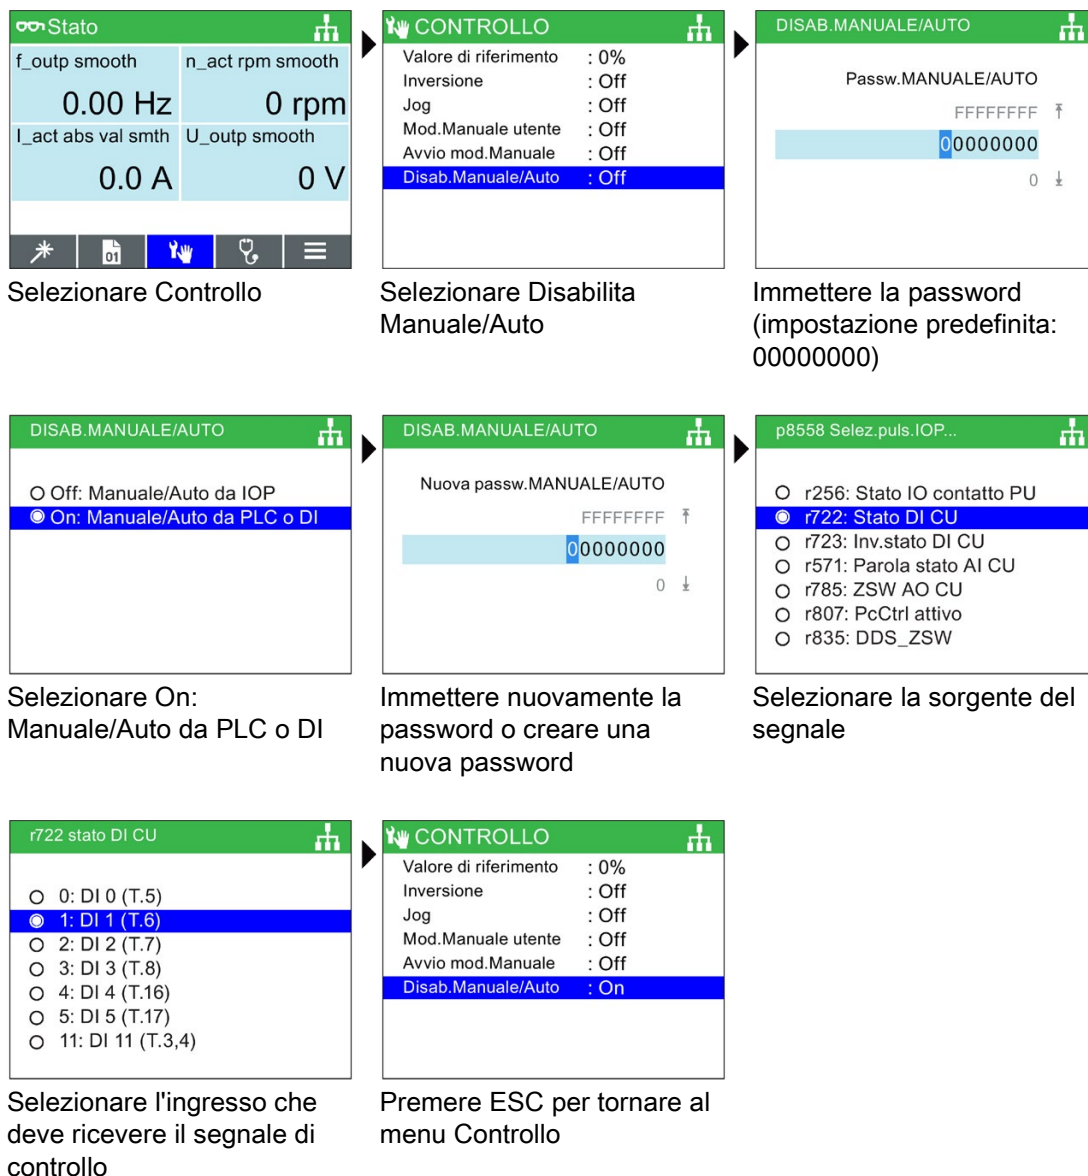 Stato
f_outp smooth
n_act rpm smooth
0.00 Hz
0 rpm
I_act abs val smth
U_outp smooth
0.0 A
0 V
01
Selezionare Controllo
CONTROLLO
Valore di riferimento : 0%
Inversione : Off
Jog : Off
Mod.Manuale utente : Off
Avvio mod.Manuale : Off
Disab.Manuale/Auto : Off
Selezionare Disabilita
Manuale/Auto
DISAB.MANUALE/AUTO
Passw.MANUALE/AUTO
FFFFFFFF
00000000
0
Immettere la password
(impostazione predefinita:
00000000)
DISAB.MANUALE/AUTO
Off: Manuale/Auto da IOP
On: Manuale/Auto da PLC o DI
Selezionare On:
Manuale/Auto da PLC o DI
DISAB.MANUALE/AUTO
Nuova passw.MANUALE/AUTO
FFFFFFFF
00000000
0
Immettere nuovamente la
password o creare una
nuova password
p8558 Selez.puls.IOP...
r256: Stato IO contatto PU
r722: Stato DI CU
r723: Inv.stato DI CU
r571: Parola stato AI CU
r785: ZSW AO CU
r807: PcCtrl attivo
r835: DDS_ZSW
Selezionare la sorgente del
segnale
r722 stato DI CU
0: DI 0 (T.5)
1: DI 1 (T.6)
2: DI 2 (T.7)
3: DI 3 (T.8)
4: DI 4 (T.16)
5: DI 5 (T.17)
11: DI 11 (T.3,4)
Selezionare l'ingresso che
deve ricevere il segnale di
controllo
CONTROLLO
Valore di riferimento : 0%
Inversione : Off
Jog : Off
Mod.Manuale utente : Off
Avvio mod.Manuale : Off
Disab.Manuale/Auto : On
Premere ESC per tornare al
menu Controllo